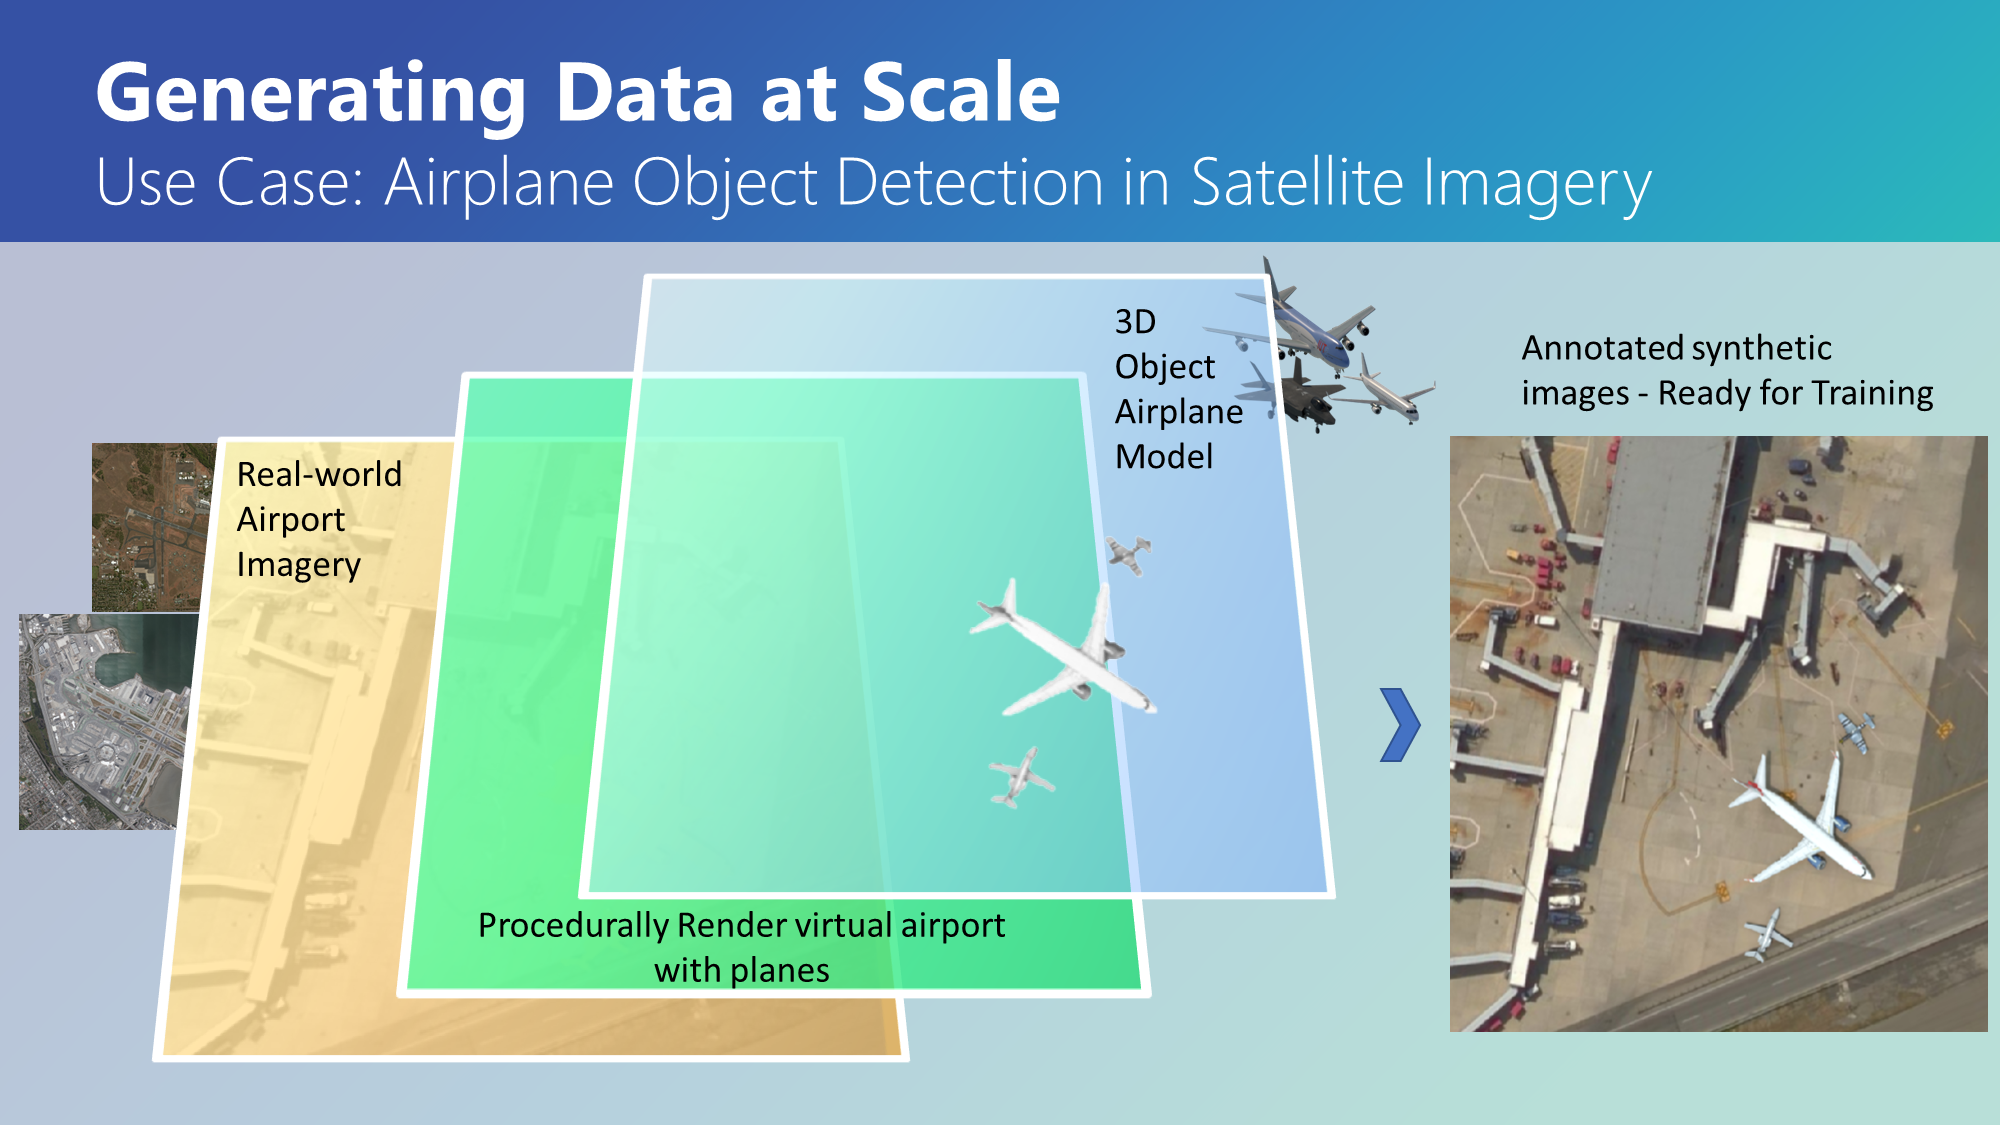 Generating Data at Scale
Use Case: Airplane Object Detection in Satellite Imagery
Real-world
Airport
Imagery
Procedurally Render virtual airport
with planes
3D
Object
Airplane
Model
Annotated synthetic
images - Ready for Training